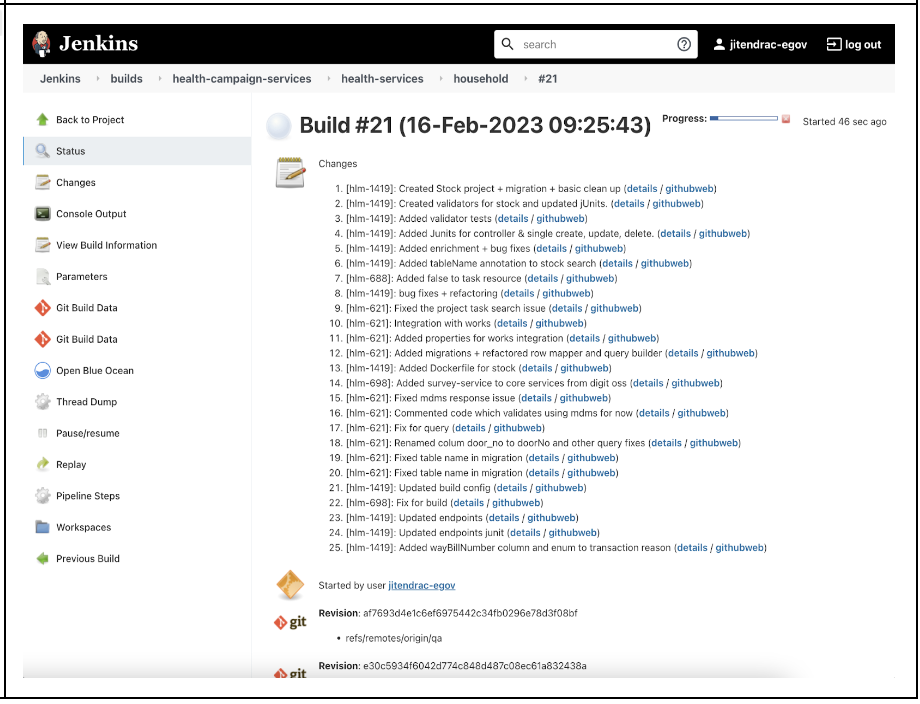 Jenkins
search
jitendrac-egov
log out
Jenkins
builds
health-campaign-services
health-services
household
#21
Back to Project
Status
Changes
Console Output
View Build Information
Parameters
Git Build Data
Git Build Data
Open Blue Ocean
Thread Dump
Pause/resume
Replay
Pipeline Steps
Workspaces
Previous Build
Build #21 (16-Feb-2023 09:25:43)
Progress:
Started 46 sec ago
Changes
1. [hlm-1419]: Created Stock project + migration + basic clean up (details / githubweb)
2. [hlm-1419]: Created validators for stock and updated jUnits. (details / githubweb)
3. [hlm-1419]: Added validator tests (details / githubweb)
4. [hlm-1419]: Added Junits for controller & single create, update, delete. (details / githubweb)
5. [hlm-1419]: Added enrichment + bug fixes (details / githubweb)
6. [hlm-1419]: Added tableName annotation to stock search (details / githubweb)
7. [hlm-688]: Added false to task resource (details / githubweb)
8. [hlm-1419]: bug fixes + refactoring (details / githubweb)
9. [hlm-621]: Fixed the project task search issue (details / githubweb)
10. [hlm-621]: Integration with works (details / githubweb)
11. [hlm-621]: Added properties for works integration (details / githubweb)
12. [hlm-621]: Added migrations + refactored row mapper and query builder (details / githubweb)
13. [hlm-1419]: Added Dockerfile for stock (details / githubweb)
14. [hlm-698]: Added survey-service to core services from digit oss (details / githubweb)
15. [hlm-621]: Fixed mdms response issue (details / githubweb)
16. [hlm-621]: Commented code which validates using mdms for now (details / githubweb)
17. [hlm-621]: Fix for query (details / githubweb)
18. [hlm-621]: Renamed colum door_no to doorNo and other query fixes (details / githubweb)
19. [hlm-621]: Fixed table name in migration (details / githubweb)
20. [hlm-621]: Fixed table name in migration (details / githubweb)
21. [hlm-1419]: Updated build config (details / githubweb)
22. [hlm-698]: Fix for build (details / githubweb)
23. [hlm-1419]: Updated endpoints (details / githubweb)
24. [hlm-1419]: Updated endpoints junit (details / githubweb)
25. [hlm-1419]: Added wayBillNumber column and enum to transaction reason (details / githubweb)
Started by user jitendrac-egov
git
Revision: af7693d4e1c6ef6975442c34fb0296e78d3f08bf
• refs/remotes/origin/qa
git
Revision: e30c5934f6042d774c848d487c08ec61a832438a